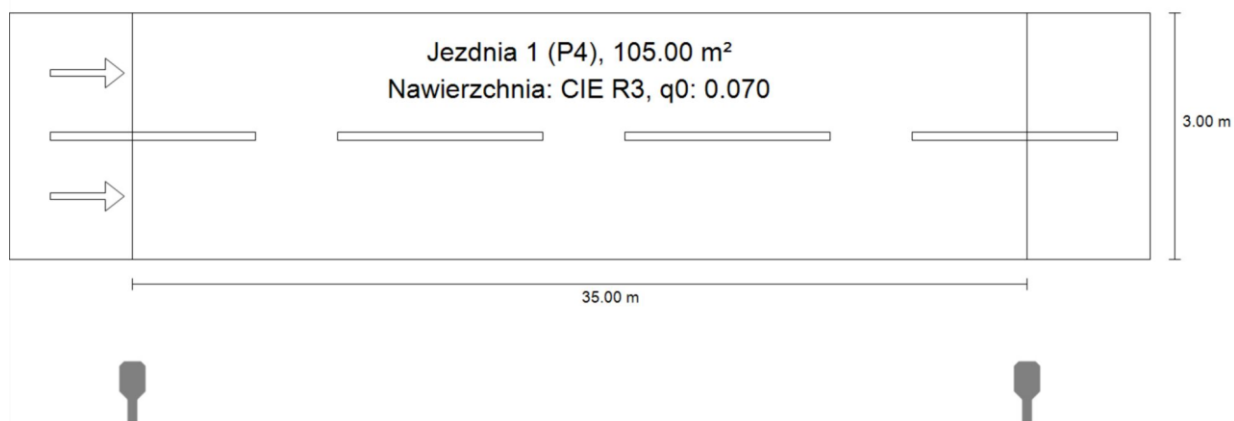 Jezdnia 1 (P4), 105.00 m²
Nawierzchnia: CIE R3, q0: 0.070
3.00 m
35.00 m